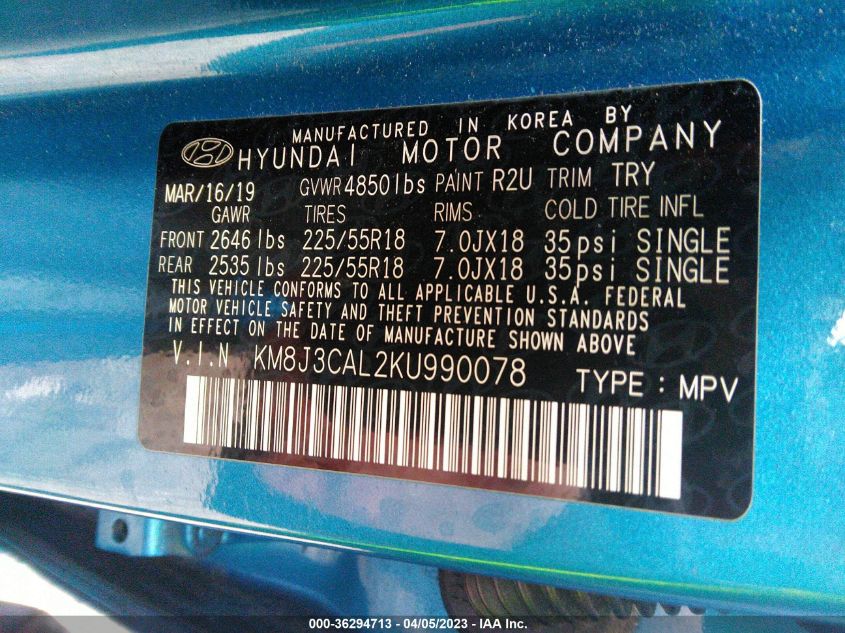 MANUFACTURED IN KOREA BY
HYUNDAI MOTOR COMPANY
MAR/16/19 GVWR 4850lbs PAINT R2U TRIM TRY
GAWR TIRES RIMS COLD TIRE INFL
FRONT 2646 lbs 225/55R18 7.0JX18 35psi SINGLE
REAR 2535 lbs 225/55R18 7.0JX18 35psi SINGLE
THIS VEHICLE CONFORMS TO ALL APPLICABLE U.S.A. FEDERAL
MOTOR VEHICLE SAFETY AND THEFT PREVENTION STANDARDS
IN EFFECT ON THE DATE OF MANUFACTURE SHOWN ABOVE
V.I.N KM8J3CAL2KU990078 TYPE : MPV
000-36294713 - 04/05/2023 - IAA Inc.